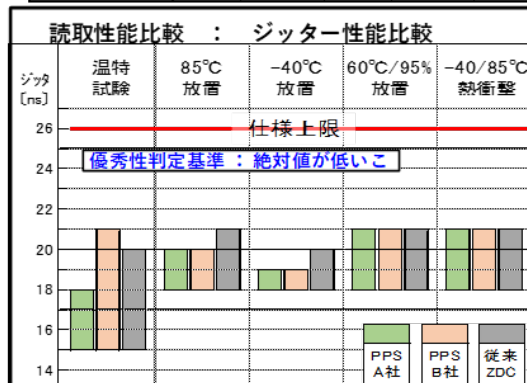 読取性能比較 ： ジッター性能比較
ジッタ
[ns]
温特
試験
85℃
放置
-40℃
放置
60℃/95%
放置
-40/85℃
熱衝撃
26
仕様上限
24
優秀性判定基準 ： 絶対値が低いこ
22
20
18
16
14
PPS
A社
PPS
B社
従来
ZDC